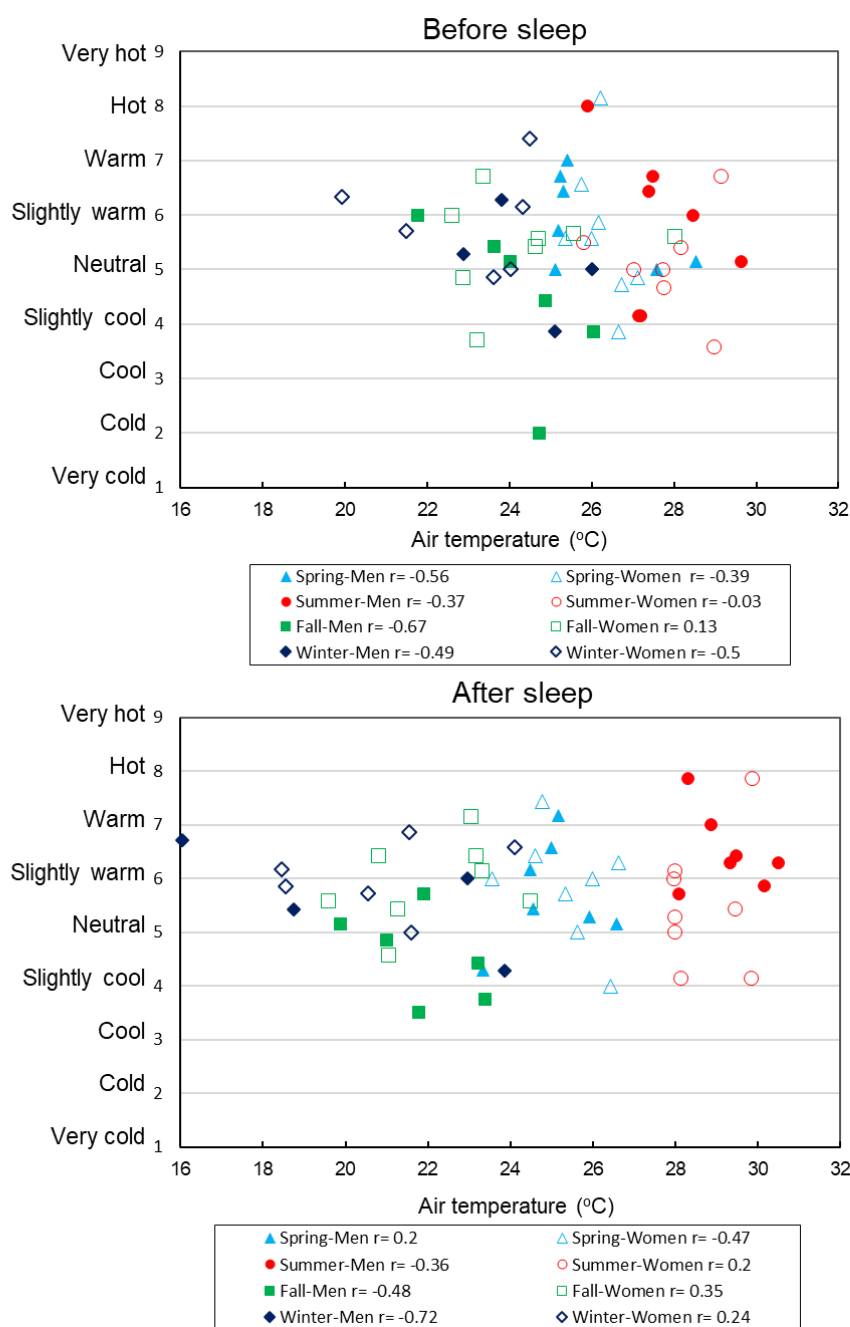 Before sleep
Very hot 9
Hot 8
Warm 7
Slightly warm 6
Neutral 5
Slightly cool 4
Cool 3
Cold 2
Very cold 1
16 20 22 24 26 28 30 32
Air temperature (°C)
Spring-Men r= -0.56 Spring-Women r= -0.39
Summer-Men r= -0.37 Summer-Women r= -0.03
Fall-Men r= -0.67 Fall-Women r= 0.13
Winter-Men r= -0.49 Winter-Women r= -0.5
After sleep
Very hot 9
Hot 8
Warm 7
Slightly warm 6
Neutral 5
Slightly cool 4
Cool 3
Cold 2
Very cold 1
16 20 22 24 26 28 30 32
Air temperature (°C)
Spring-Men r= 0.2 Spring-Women r= -0.47
Summer-Men r= -0.36 Summer-Women r= 0.2
Fall-Men r= -0.48 Fall-Women r= 0.35
Winter-Men r= -0.72 Winter-Women r= 0.24